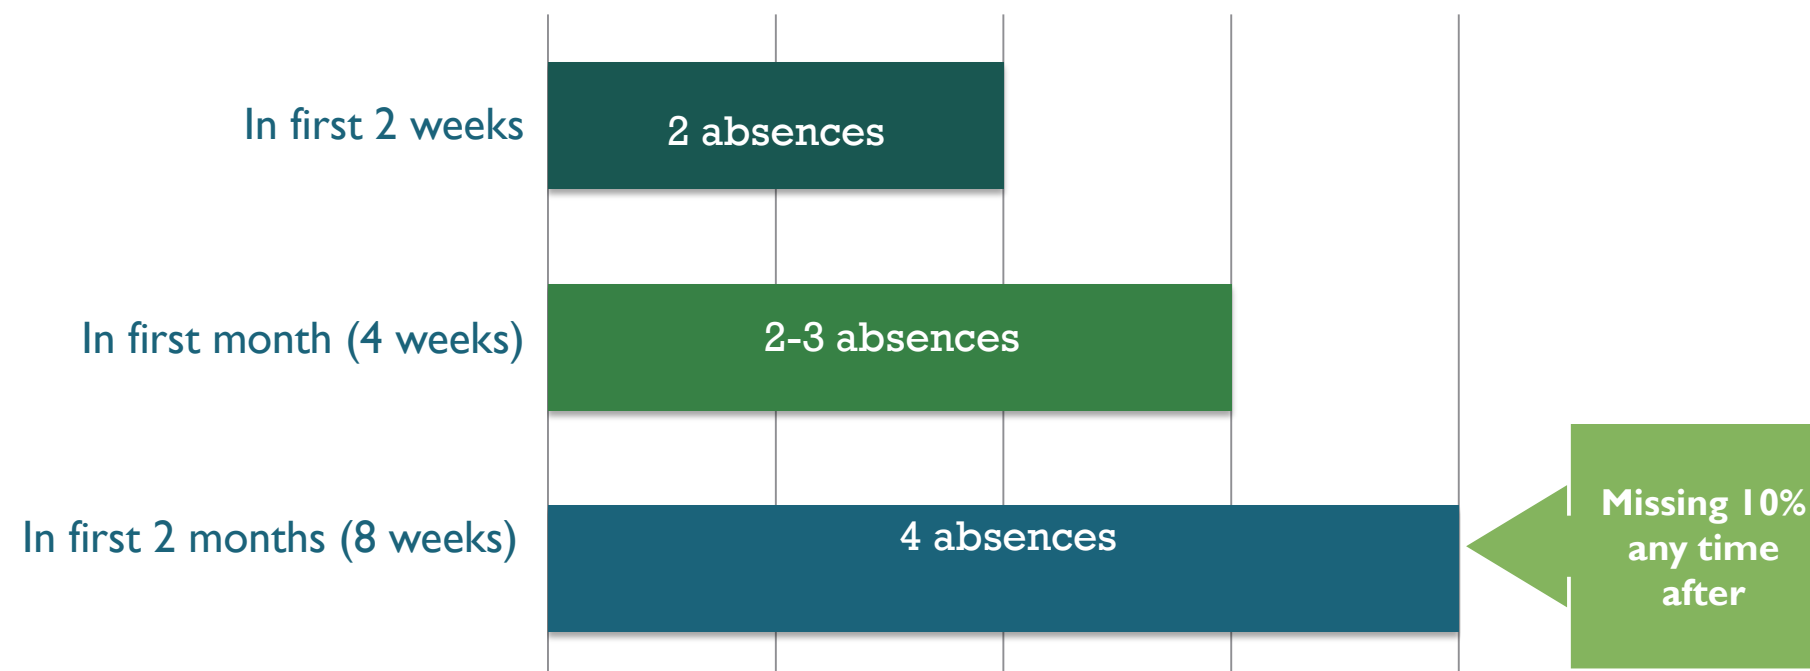 In first 2 weeks
2 absences
In first month (4 weeks)
2-3 absences
In first 2 months (8 weeks)
4 absences
Missing 10%
any time
after